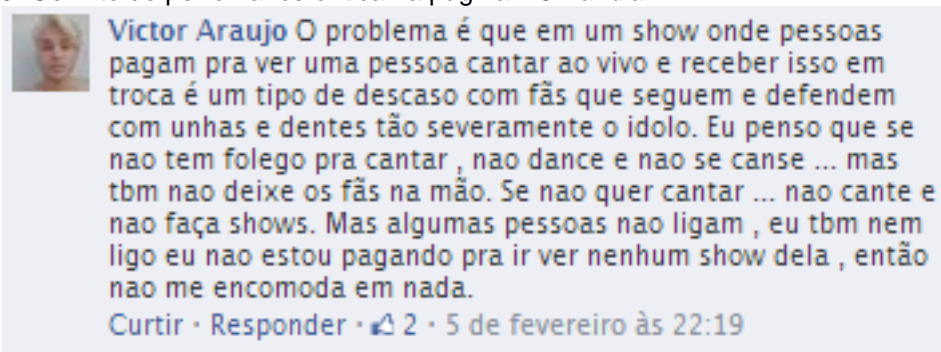 Victor Araujo O problema é que em um show onde pessoas
pagam pra ver uma pessoa cantar ao vivo e receber isso em
troca é um tipo de descaso com fãs que seguem e defendem
com unhas e dentes tão severamente o idolo. Eu penso que se
nao tem folego pra cantar , nao dance e nao se canse ... mas
tbm nao deixe os fãs na mão. Se nao quer cantar ... nao cante e
nao faça shows. Mas algumas pessoas nao ligam , eu tbm nem
ligo eu nao estou pagando pra ir ver nenhum show dela , então
nao me encomoda em nada.
Curtir · Responder · 2 · 5 de fevereiro às 22:19